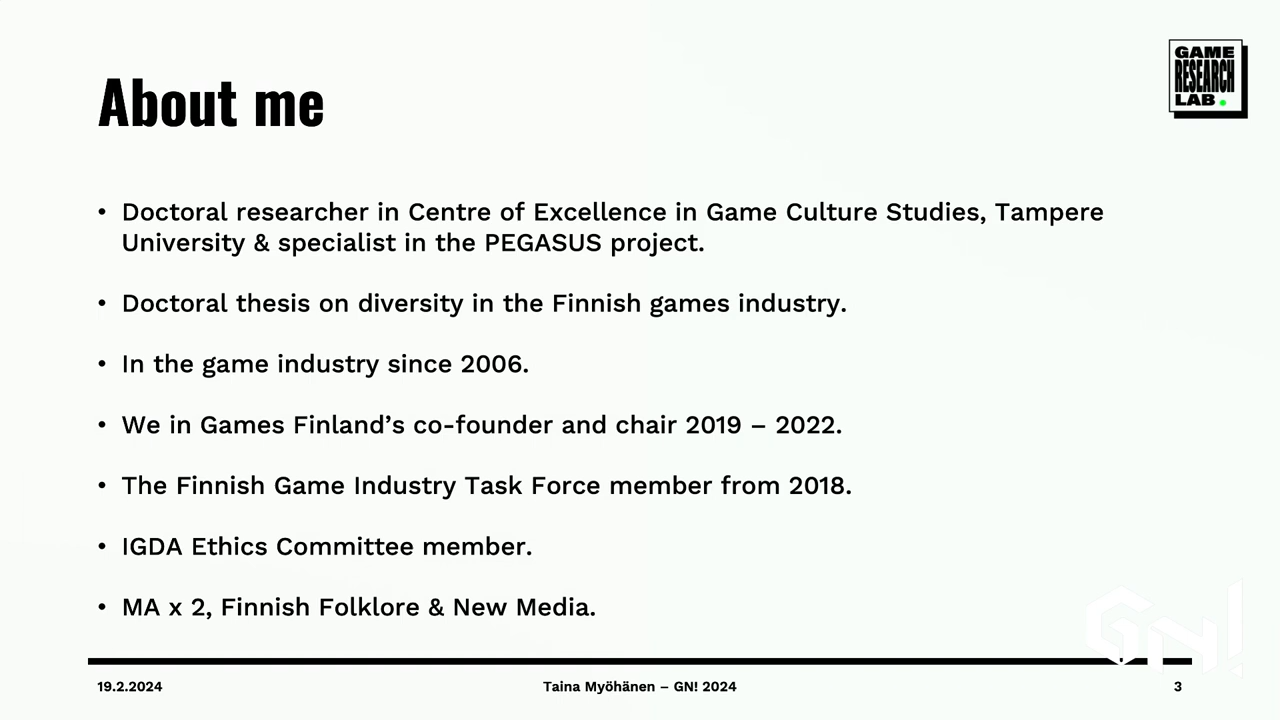 About me
GAME
RESEARCH
LAB
• Doctoral researcher in Centre of Excellence in Game Culture Studies, Tampere
University & specialist in the PEGASUS project.
• Doctoral thesis on diversity in the Finnish games industry.
• In the game industry since 2006.
• We in Games Finland’s co-founder and chair 2019 – 2022.
• The Finnish Game Industry Task Force member from 2018.
• IGDA Ethics Committee member.
• MA x 2, Finnish Folklore & New Media.
GN!
19.2.2024
Taina Myöhänen – GN! 2024
3